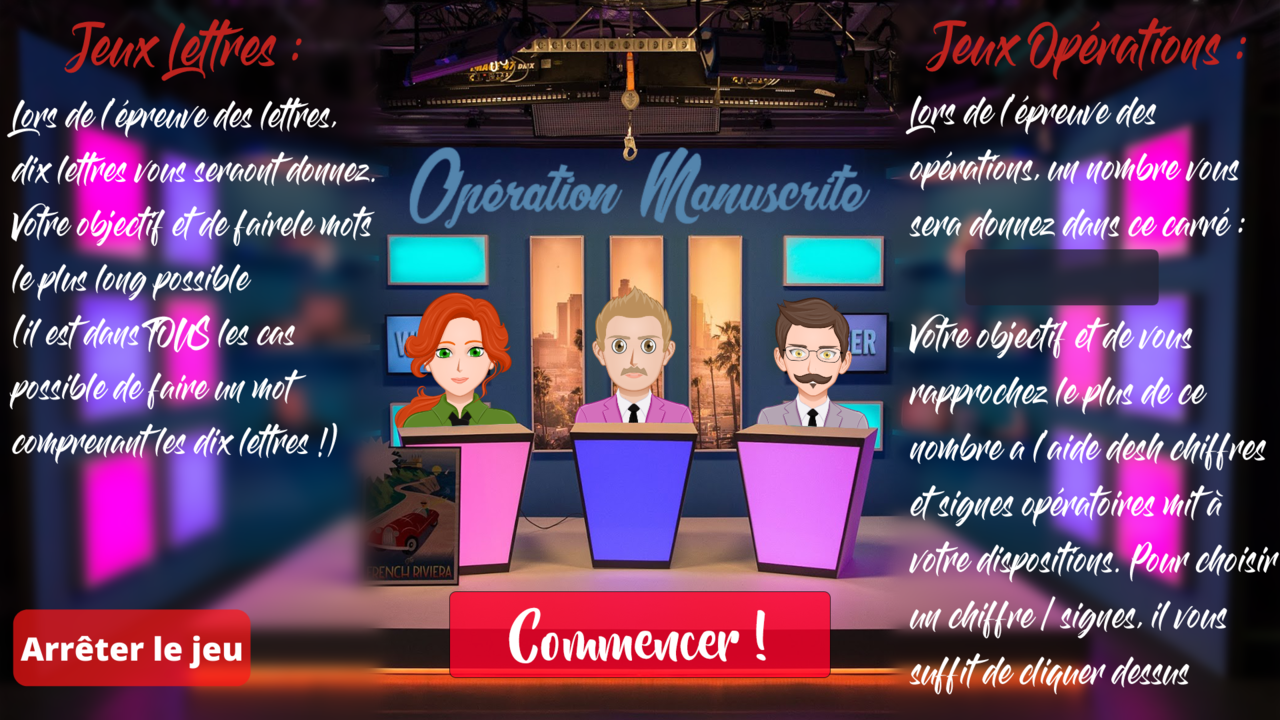 Jeux Lettres :
Lors de l'épreuve des lettres,
dix lettres vous seraont donnez.
Votre objectif et de fairele mots
le plus long possible
(il est dans TOUS les cas
possible de faire un mot
comprenant les dix lettres !)
Arrêter le jeu
Opération Manuscrite
ER
FRENCH RIVIERA
Commencer !
Jeux Opérations :
Lors de l'épreuve des
opérations, un nombre vous
sera donnez dans ce carré :
Votre objectif et de vous
rapprochez le plus de ce
nombre a l'aide desh chiffres
et signes opératoires mit à
votre dispositions. Pour choisir
un chiffre / signes, il vous
suffit de cliquer dessus